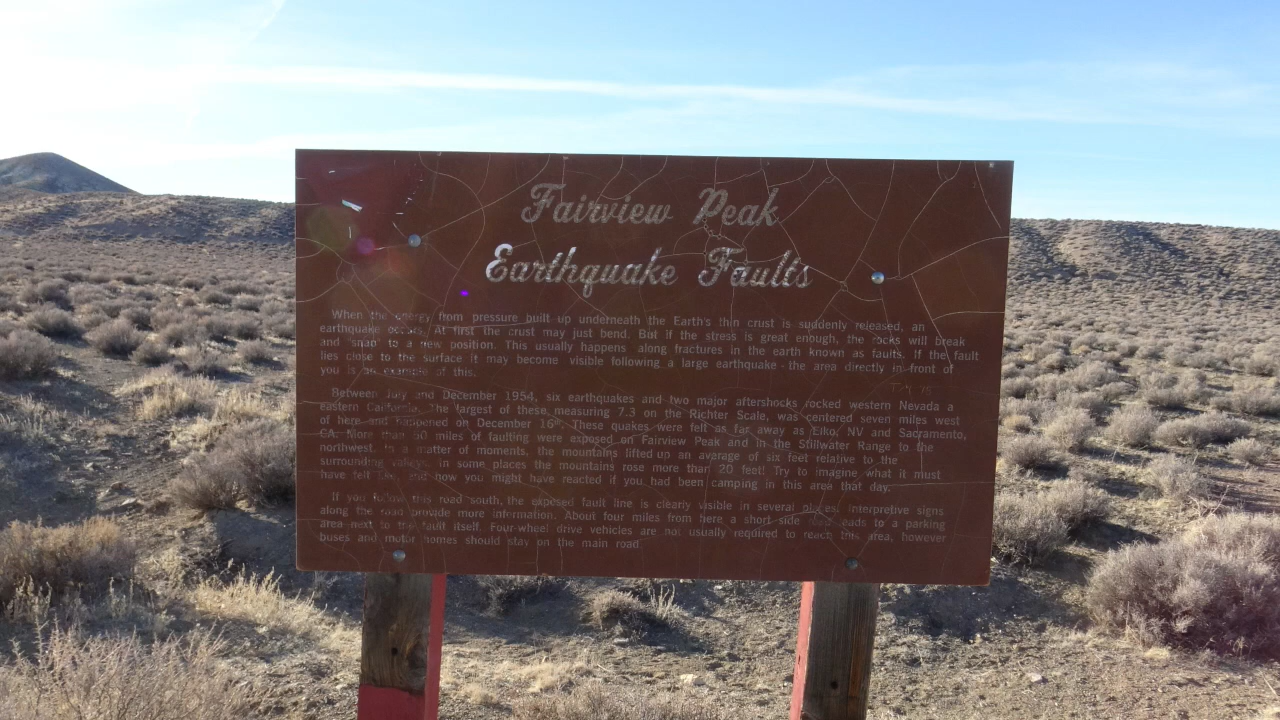 Fairview Peak
Earthquake Faults
When the energy from pressure built up underneath the Earth's thin crust is suddenly released, an
earthquake occurs. At first the crust may just bend. But if the stress is great enough, the rocks will break
and "snap" to a new position. This usually happens along fractures in the earth known as faults. If the fault
lies close to the surface it may become visible following a large earthquake - the area directly in front of
you is an example of this.
Between July and December 1954, six earthquakes and two major aftershocks rocked western Nevada a
eastern California. The largest of these, measuring 7.3 on the Richter Scale, was centered seven miles west
of here and happened on December 16th. These quakes were felt as far away as Elko, NV and Sacramento,
CA. More than 50 miles of faulting were exposed on Fairview Peak and in the Stillwater Range to the
northwest. In a matter of moments, the mountains lifted up an average of six feet relative to the
surrounding valleys. In some places the mountains rose more than 20 feet! Try to imagine what it must
have felt like and how you might have reacted if you had been camping in this area that day.
If you follow this road south, the exposed fault line is clearly visible in several places. Interpretive signs
along the road provide more information. About four miles from here a short side road leads to a parking
area next to the fault itself. Four-wheel drive vehicles are not usually required to reach this area, however
buses and motor homes should stay on the main road.